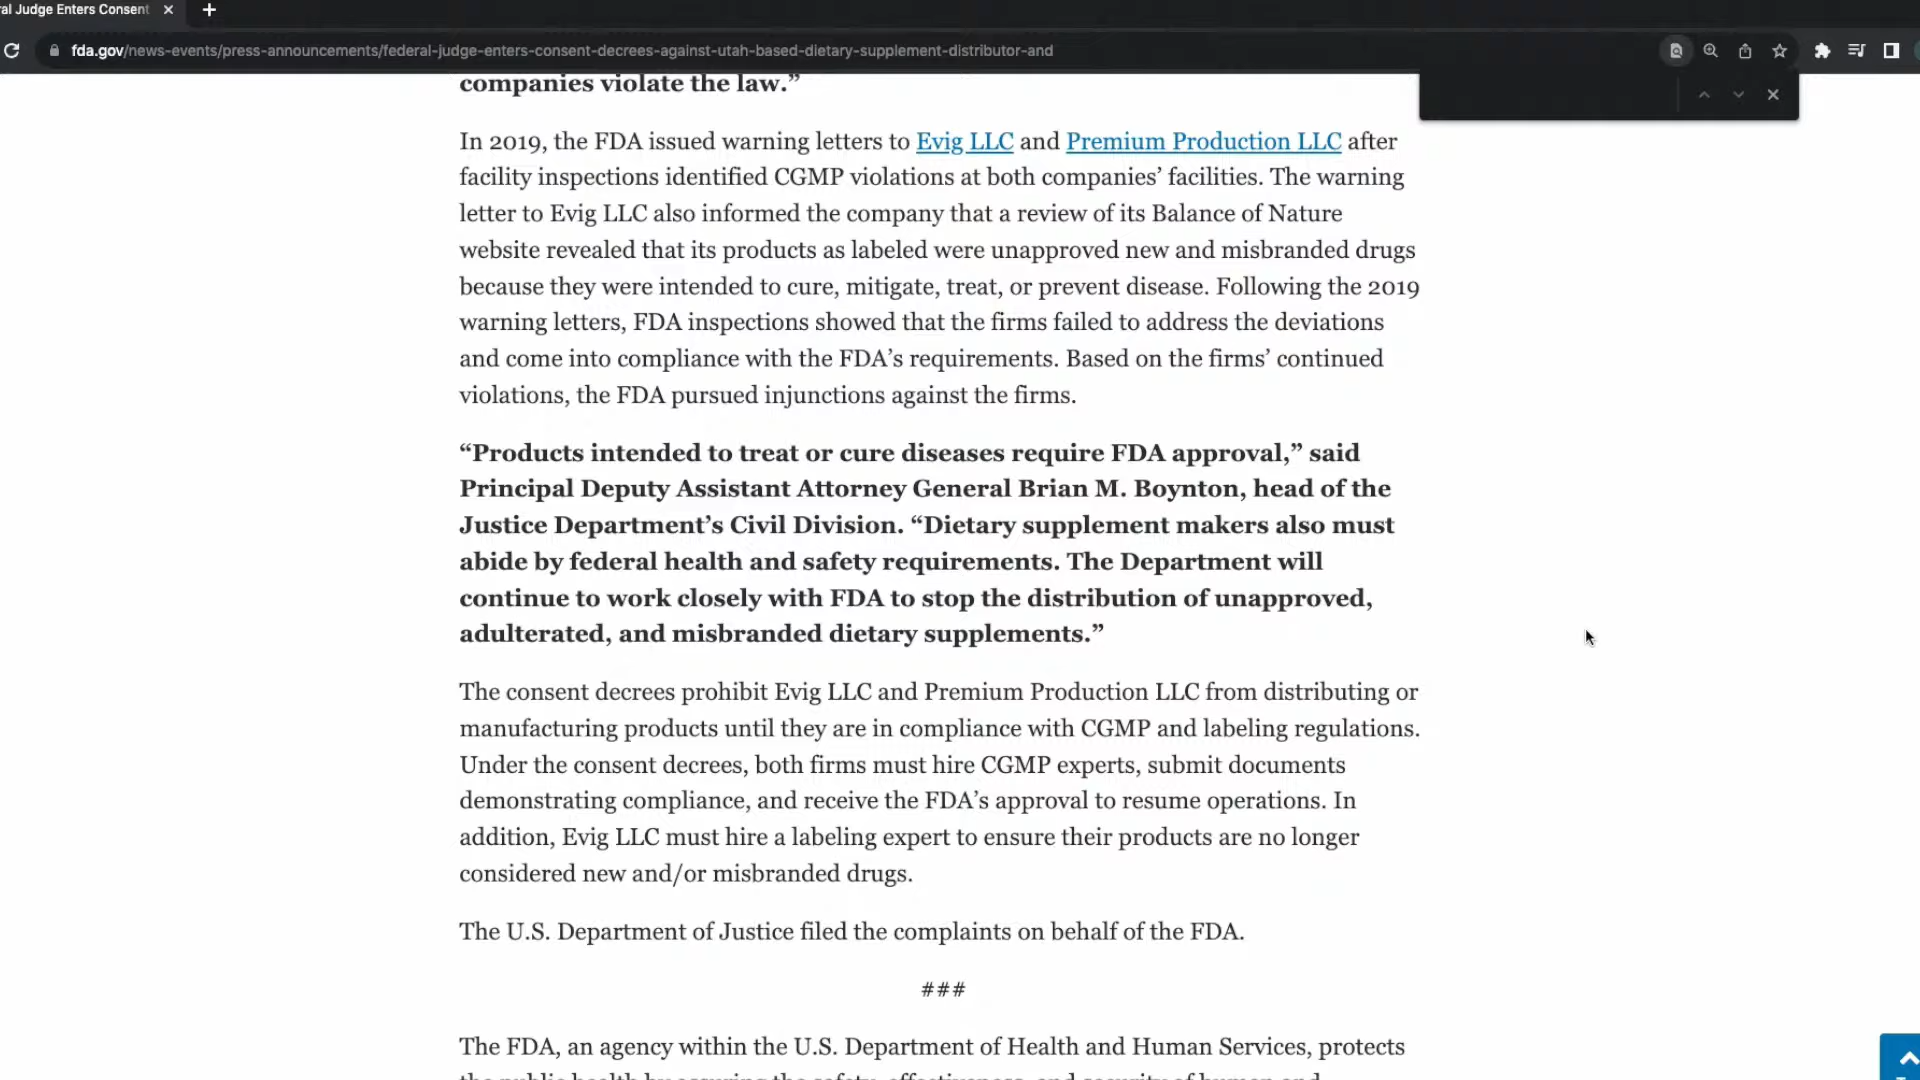 al Judge Enters Consent
fda.gov/news-events/press-announcements/federal-judge-enters-consent-decrees-against-utah-based-dietary-supplement-distributor-and
companies violate the law.”
In 2019, the FDA issued warning letters to Evig LLC and Premium Production LLC after
facility inspections identified CGMP violations at both companies’ facilities. The warning
letter to Evig LLC also informed the company that a review of its Balance of Nature
website revealed that its products as labeled were unapproved new and misbranded drugs
because they were intended to cure, mitigate, treat, or prevent disease. Following the 2019
warning letters, FDA inspections showed that the firms failed to address the deviations
and come into compliance with the FDA’s requirements. Based on the firms’ continued
violations, the FDA pursued injunctions against the firms.
“Products intended to treat or cure diseases require FDA approval,” said
Principal Deputy Assistant Attorney General Brian M. Boynton, head of the
Justice Department’s Civil Division. “Dietary supplement makers also must
abide by federal health and safety requirements. The Department will
continue to work closely with FDA to stop the distribution of unapproved,
adulterated, and misbranded dietary supplements.”
The consent decrees prohibit Evig LLC and Premium Production LLC from distributing or
manufacturing products until they are in compliance with CGMP and labeling regulations.
Under the consent decrees, both firms must hire CGMP experts, submit documents
demonstrating compliance, and receive the FDA’s approval to resume operations. In
addition, Evig LLC must hire a labeling expert to ensure their products are no longer
considered new and/or misbranded drugs.
The U.S. Department of Justice filed the complaints on behalf of the FDA.
###
The FDA, an agency within the U.S. Department of Health and Human Services, protects
the public health by assuring the safety, effectiveness, and security of human and